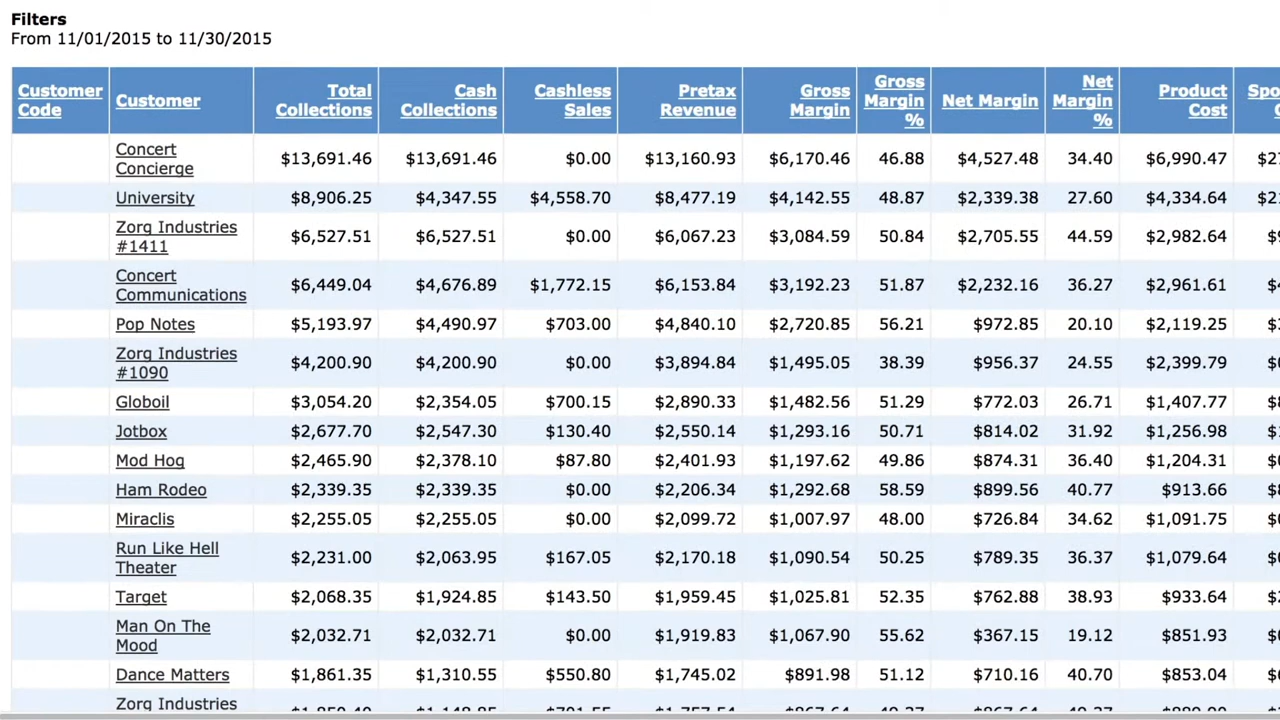 Filters
From 11/01/2015 to 11/30/2015
Customer Code Customer Total Collections Cash Collections Cashless Sales Pretax Revenue Gross Margin Gross Margin % Net Margin Net Margin % Product Cost
Concert Concierge $13,691.46 $13,691.46 $0.00 $13,160.93 $6,170.46 46.88 $4,527.48 34.40 $6,990.47
University $8,906.25 $4,347.55 $4,558.70 $8,477.19 $4,142.55 48.87 $2,339.38 27.60 $4,334.64
Zorg Industries #1411 $6,527.51 $6,527.51 $0.00 $6,067.23 $3,084.59 50.84 $2,705.55 44.59 $2,982.64
Concert Communications $6,449.04 $4,676.89 $1,772.15 $6,153.84 $3,192.23 51.87 $2,232.16 36.27 $2,961.61
Pop Notes $5,193.97 $4,490.97 $703.00 $4,840.10 $2,720.85 56.21 $972.85 20.10 $2,119.25
Zorg Industries #1090 $4,200.90 $4,200.90 $0.00 $3,894.84 $1,495.05 38.39 $956.37 24.55 $2,399.79
Globoil $3,054.20 $2,354.05 $700.15 $2,890.33 $1,482.56 51.29 $772.03 26.71 $1,407.77
Jotbox $2,677.70 $2,547.30 $130.40 $2,550.14 $1,293.16 50.71 $814.02 31.92 $1,256.98
Mod Hog $2,465.90 $2,378.10 $87.80 $2,401.93 $1,197.62 49.86 $874.31 36.40 $1,204.31
Ham Rodeo $2,339.35 $2,339.35 $0.00 $2,206.34 $1,292.68 58.59 $899.56 40.77 $913.66
Miraclis $2,255.05 $2,255.05 $0.00 $2,099.72 $1,007.97 48.00 $726.84 34.62 $1,091.75
Run Like Hell Theater $2,231.00 $2,063.95 $167.05 $2,170.18 $1,090.54 50.25 $789.35 36.37 $1,079.64
Target $2,068.35 $1,924.85 $143.50 $1,959.45 $1,025.81 52.35 $762.88 38.93 $933.64
Man On The Mood $2,032.71 $2,032.71 $0.00 $1,919.83 $1,067.90 55.62 $367.15 19.12 $851.93
Dance Matters $1,861.35 $1,310.55 $550.80 $1,745.02 $891.98 51.12 $710.16 40.70 $853.04
Zorg Industries